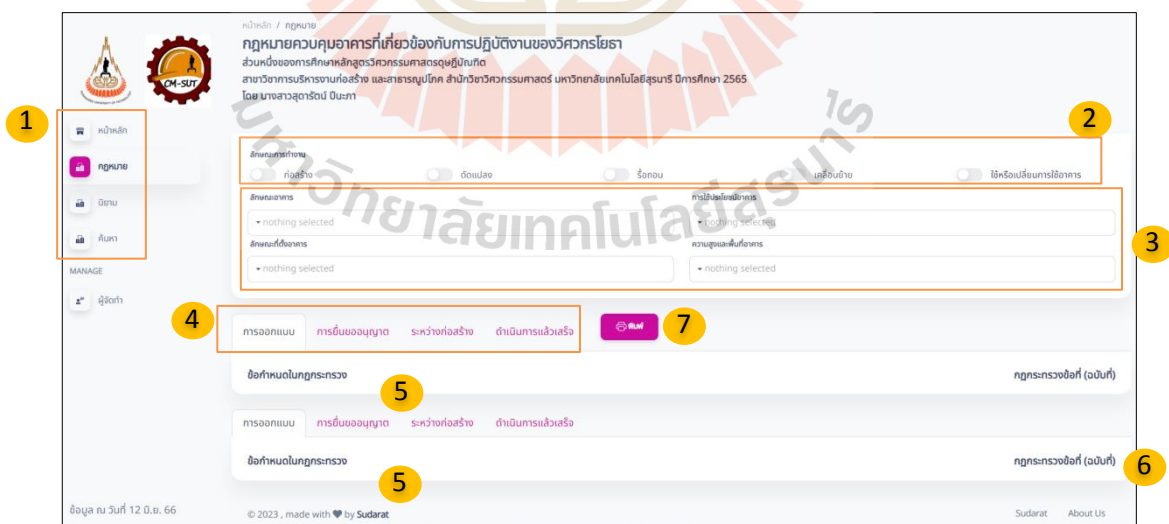 หน้าหลัก / กฎหมาย
กฎหมายควบคุมอาคารที่เกี่ยวข้องกับการปฏิบัติงานของวิศวกรโยธา
ส่วนหนึ่งของการศึกษาหลักสูตรวิศวกรรมศาสตรดุษฎีบัณฑิต
สาขาวิชาการบริหารงานก่อสร้าง และสาธารณูปโภค สำนักวิชาวิศวกรรมศาสตร์ มหาวิทยาลัยเทคโนโลยีสุรนารี ปีการศึกษา 2565
โดย นางสาวสุดารัตน์ ปินะภา
CM-SUT
1
หน้าหลัก
กฎหมาย
นิยาม
ค้นหา
MANAGE
ผู้จัดทำ
2
ลักษณะการทำงาน
ก่อสร้าง ดัดแปลง รื้อถอน เคลื่อนย้าย ใช้หรือเปลี่ยนการใช้อาคาร
ลักษณะอาคาร การใช้ประโยชน์อาคาร
nothing selected nothing selected
3
ลักษณะที่ตั้งอาคาร ความสูงและพื้นที่อาคาร
nothing selected nothing selected
มหาวิทยาลัยเทคโนโลยีสุรนารี
4
การออกแบบ การยื่นขออนุญาต ระหว่างก่อสร้าง ดำเนินการแล้วเสร็จ พิมพ์ 7
ข้อกำหนดในกฎกระทรวง กฎกระทรวงข้อที่ (ฉบับที่)
5
การออกแบบ การยื่นขออนุญาต ระหว่างก่อสร้าง ดำเนินการแล้วเสร็จ
ข้อกำหนดในกฎกระทรวง กฎกระทรวงข้อที่ (ฉบับที่) 6
5
ข้อมูล ณ วันที่ 12 มิ.ย. 66
© 2023 , made with ♥ by Sudarat Sudarat About Us